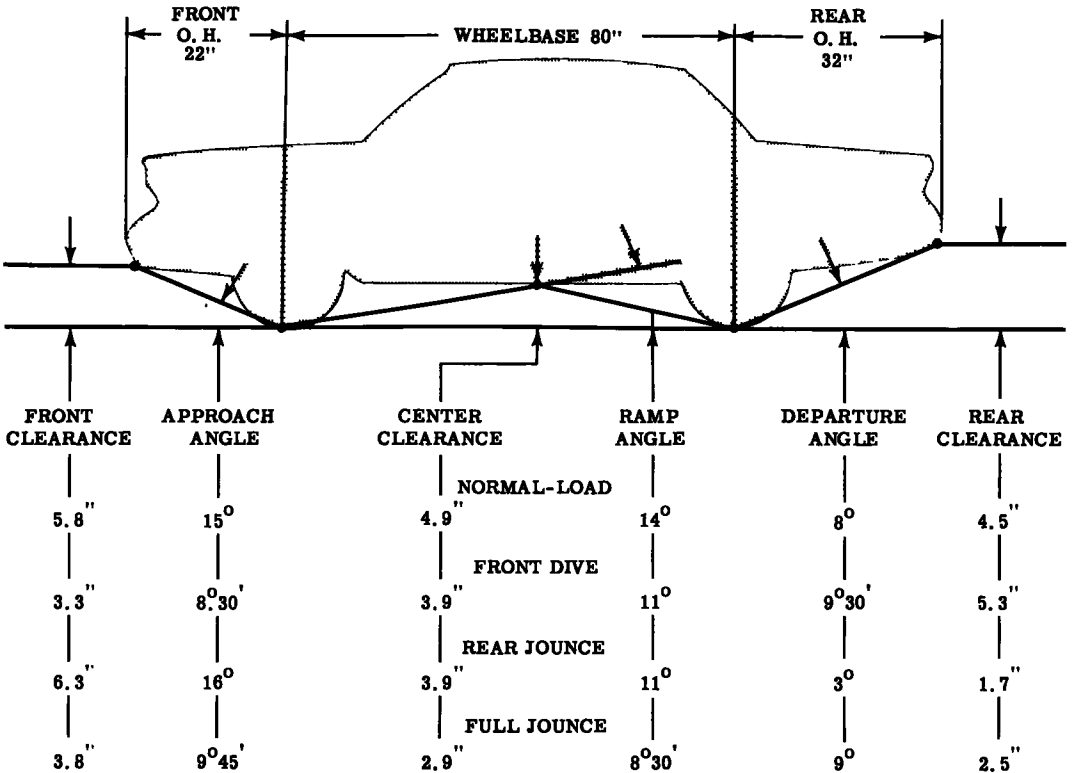 FRONT
O. H.
22"
WHEELBASE 80"
REAR
O. H.
32"
FRONT
CLEARANCE
APPROACH
ANGLE
CENTER
CLEARANCE
RAMP
ANGLE
DEPARTURE
ANGLE
REAR
CLEARANCE
NORMAL-LOAD
5.8" 15° 4.9" 14° 8° 4.5"
FRONT DIVE
3.3" 8°30' 3.9" 11° 9°30' 5.3"
REAR JOUNCE
6.3" 16° 3.9" 11° 3° 1.7"
FULL JOUNCE
3.8" 9°45' 2.9" 8°30' 9° 2.5"